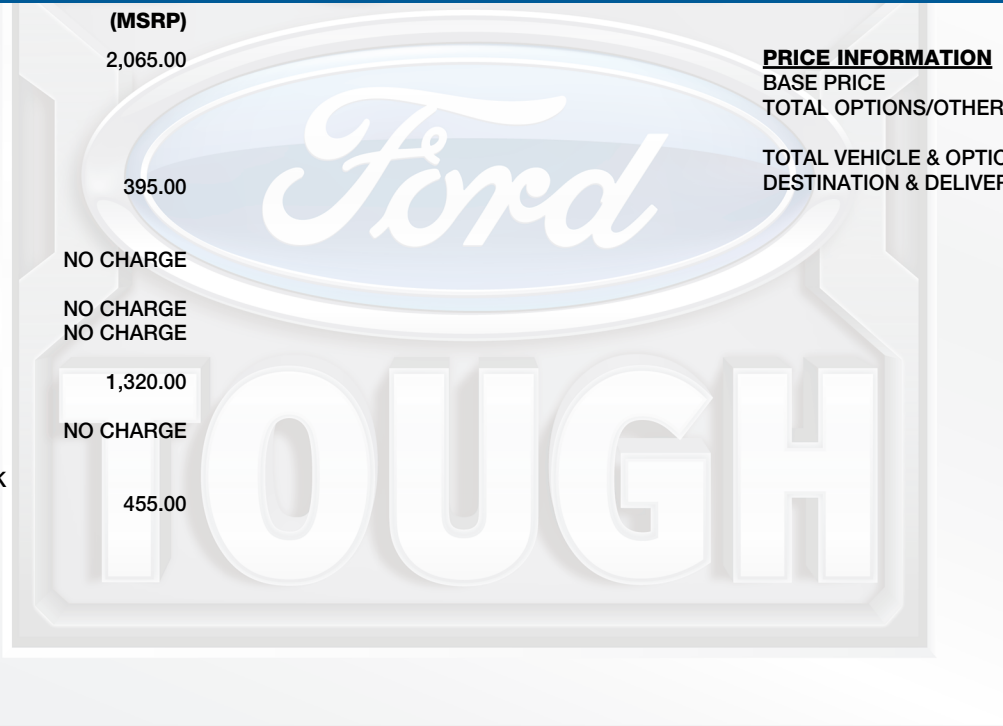 (MSRP)
2,065.00
395.00
NO CHARGE
NO CHARGE
NO CHARGE
1,320.00
NO CHARGE
K
455.00
PRICE INFORMATION
BASE PRICE
TOTAL OPTIONS/OTHER
TOTAL VEHICLE & OPTIO
DESTINATION & DELIVER
Ford
TOUGH